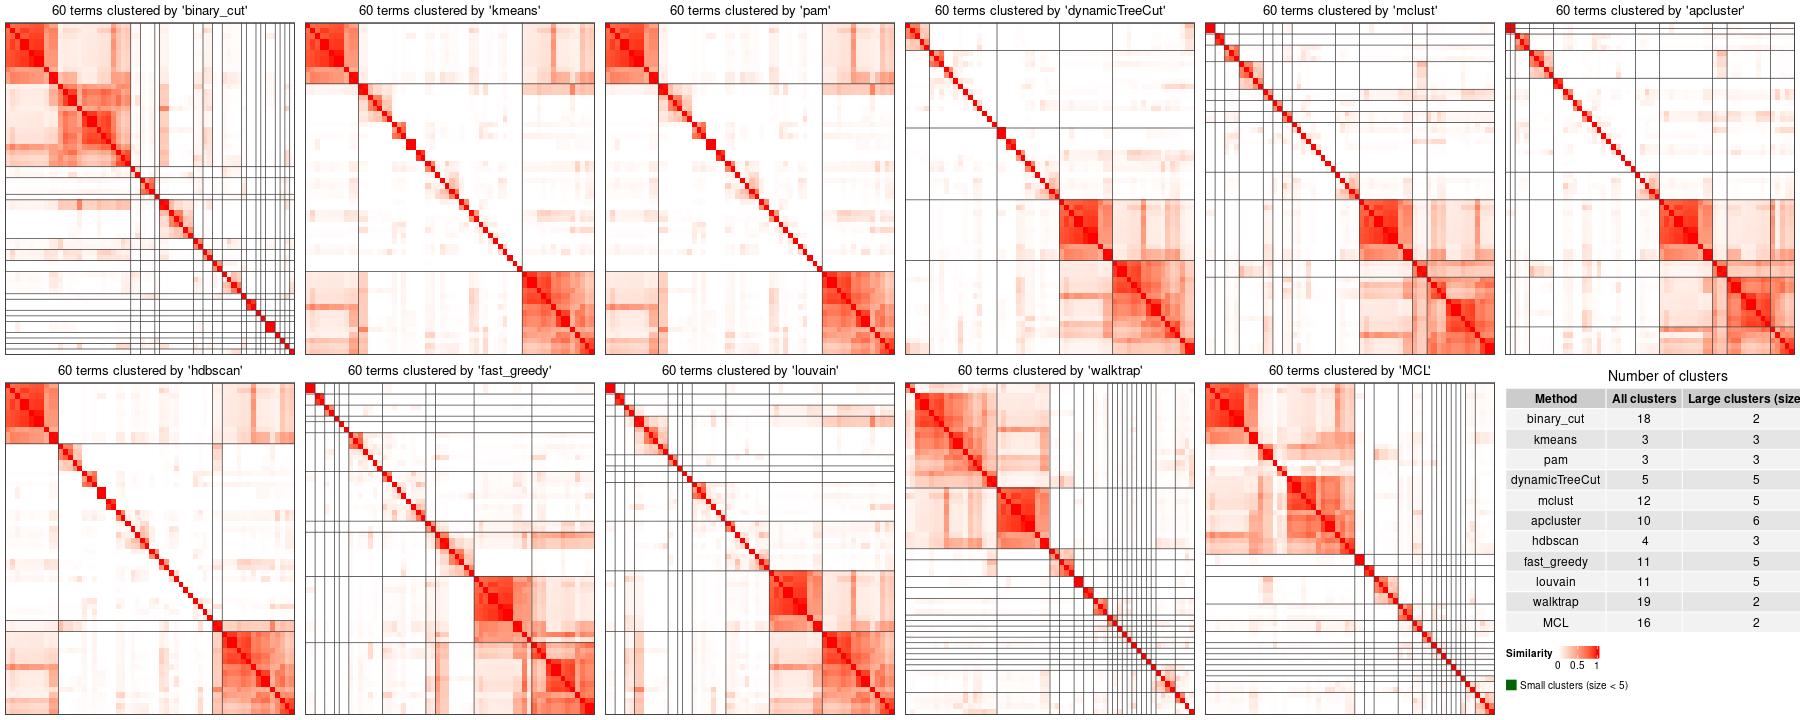 60 terms clustered by 'binary_cut'
60 terms clustered by 'kmeans'
60 terms clustered by 'pam'
60 terms clustered by 'dynamicTreeCut'
60 terms clustered by 'mclust'
60 terms clustered by 'apcluster'
60 terms clustered by 'hdbscan'
60 terms clustered by 'fast_greedy'
60 terms clustered by 'louvain'
60 terms clustered by 'walktrap'
60 terms clustered by 'MCL'
Number of clusters
Method All clusters Large clusters (size
binary_cut 18 2
kmeans 3 3
pam 3 3
dynamicTreeCut 5 5
mclust 12 5
apcluster 10 6
hdbscan 4 3
fast_greedy 11 5
louvain 11 5
walktrap 19 2
MCL 16 2
Similarity
0 0.5 1
Small clusters (size < 5)